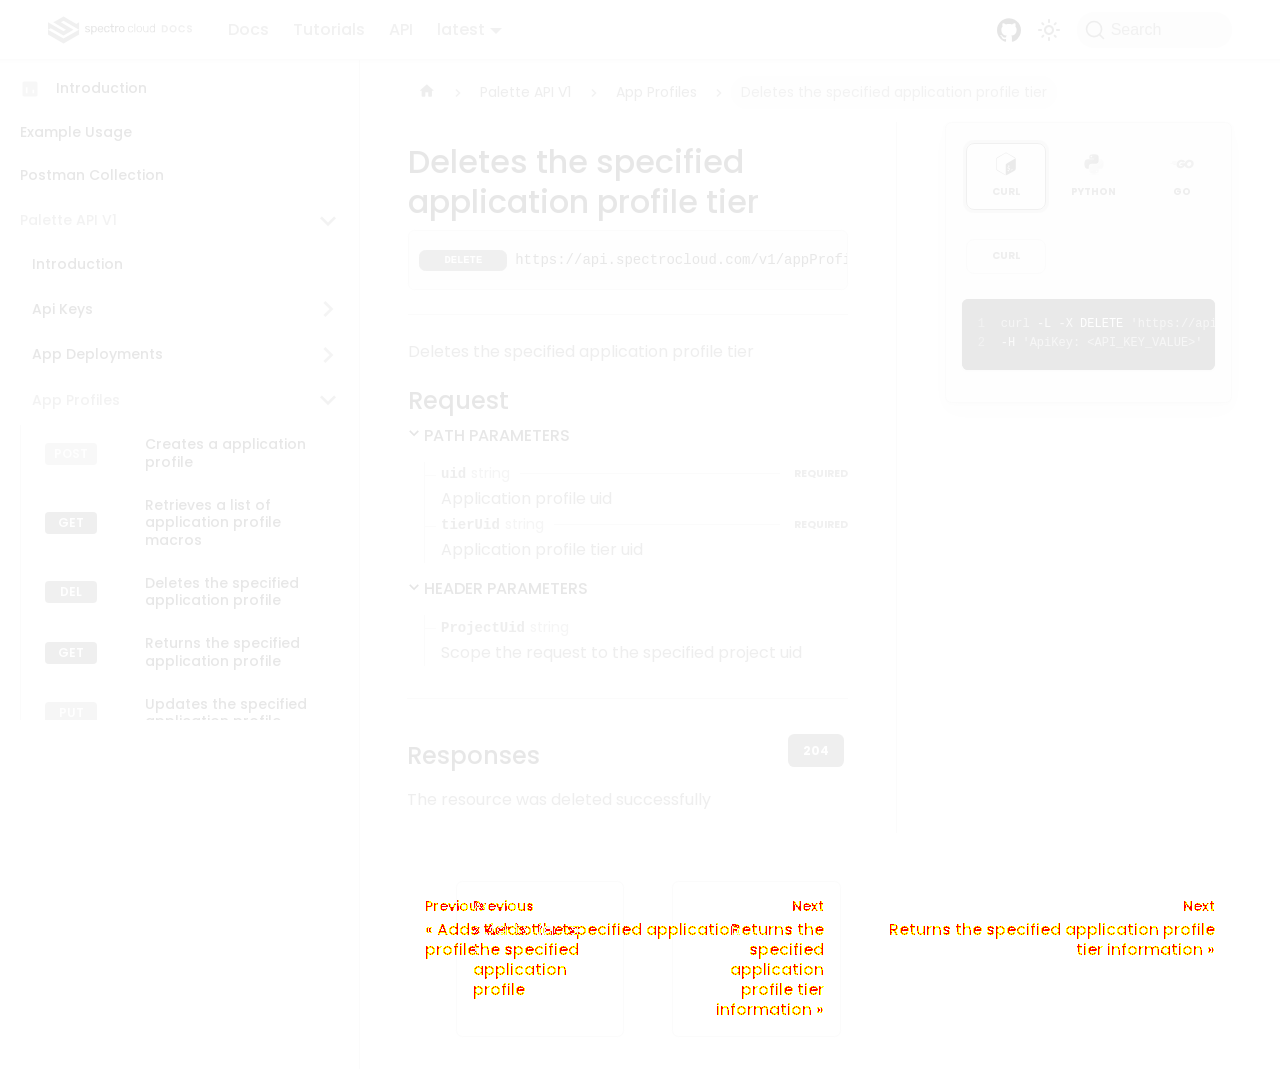 spectro cloud DOCS
Docs Tutorials API latest
Search
Introduction
Example Usage
Postman Collection
Palette API V1
Introduction
Api Keys
App Deployments
App Profiles
POST Creates a application
profile
GET Retrieves a list of
application profile
macros
DEL Deletes the specified
application profile
GET Returns the specified
application profile
PUT Updates the specified
application profile
Palette API V1 App Profiles Deletes the specified application profile tier
Deletes the specified
application profile tier
DELETE https://api.spectrocloud.com/v1/appProfi
Deletes the specified application profile tier
Request
PATH PARAMETERS
uid string REQUIRED
Application profile uid
tierUid string REQUIRED
Application profile tier uid
HEADER PARAMETERS
ProjectUid string
Scope the request to the specified project uid
Responses
204
The resource was deleted successfully
CURL PYTHON GO
CURL
1 curl -L -X DELETE 'https://api
2 -H 'ApiKey: <API_KEY_VALUE>'
Previous
« Adds specified application
profile
Previous
the specified
application
profile
Next
Returns the
specified
application
profile tier
information »
Next
Returns the specified application profile
tier information »